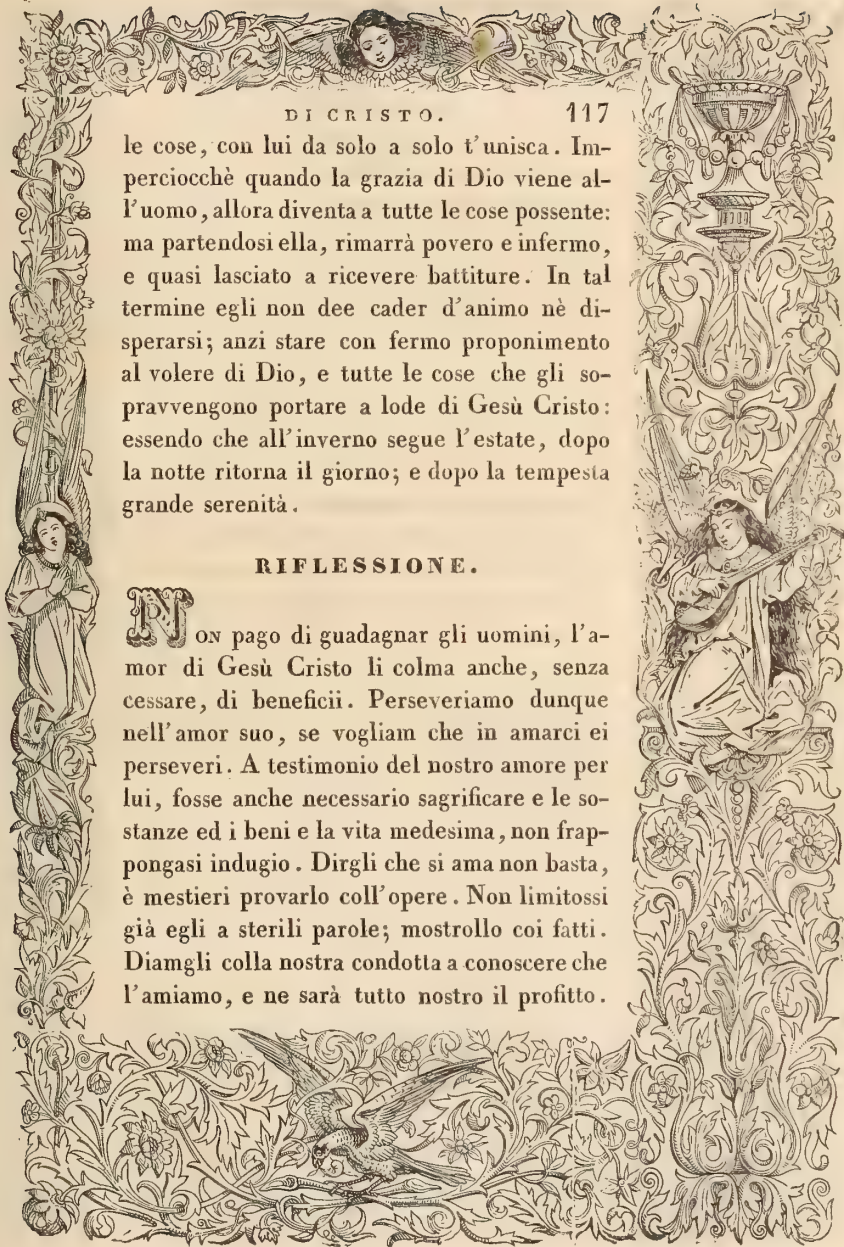 DI CRISTO. 117
le cose, con lui da solo a solo t'unisca. Im-
perciocchè quando la grazia di Dio viene al-
l'uomo, allora diventa a tutte le cose possente:
ma partendosi ella, rimarrà povero e infermo,
e quasi lasciato a ricevere battiture. In tal
termine egli non dee cader d'animo nè di-
sperarsi; anzi stare con fermo proponimento
al volere di Dio, e tutte le cose che gli so-
pravvengono portare a lode di Gesù Cristo:
essendo che all'inverno segue l'estate, dopo
la notte ritorna il giorno; e dopo la tempesta
grande serenità.
RIFLESSIONE.
NON pago di guadagnar gli uomini, l'a-
mor di Gesù Cristo li colma anche, senza
cessare, di beneficii. Perseveriamo dunque
nell'amor suo, se vogliam che in amarci ei
perseveri. A testimonio del nostro amore per
lui, fosse anche necessario sagrificare e le so-
stanze ed i beni e la vita medesima, non frap-
pongasi indugio. Dirgli che si ama non basta,
è mestieri provarlo coll'opere. Non limitossi
già egli a sterili parole; mostrollo coi fatti.
Diamgli colla nostra condotta a conoscere che
l'amiamo, e ne sarà tutto nostro il profitto.